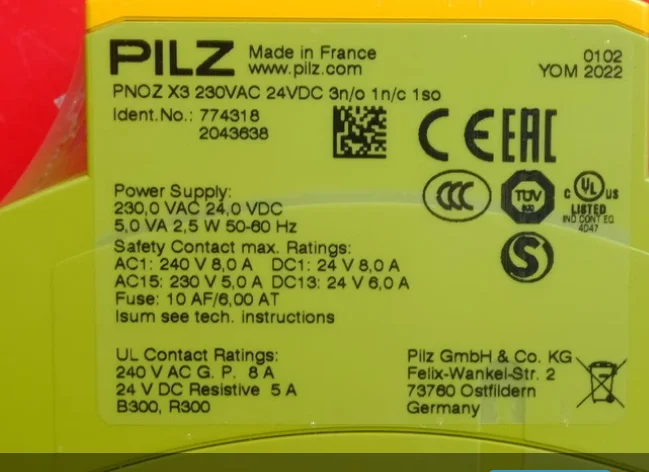 PILZ Made in France
www.pilz.com
0102
YOM 2022
PNOZ X3 230VAC 24VDC 3n/o 1n/c 1so
Ident.No.: 774318
2043638
CE EAC
CCC
TÜV
c UL us
LISTED
IND CONT EQ
4D47
S
Power Supply:
230,0 VAC 24,0 VDC
5,0 VA 2,5 W 50-60 Hz
Safety Contact max. Ratings:
AC1: 240 V 8,0 A DC1: 24 V 8,0 A
AC15: 230 V 5,0 A DC13: 24 V 6,0 A
Fuse: 10 AF/6,00 AT
Isum see tech. instructions
UL Contact Ratings:
240 V AC G. P. 8 A
24 V DC Resistive 5 A
B300, R300
Pilz GmbH & Co. KG
Felix-Wankel-Str. 2
73760 Ostfildern
Germany